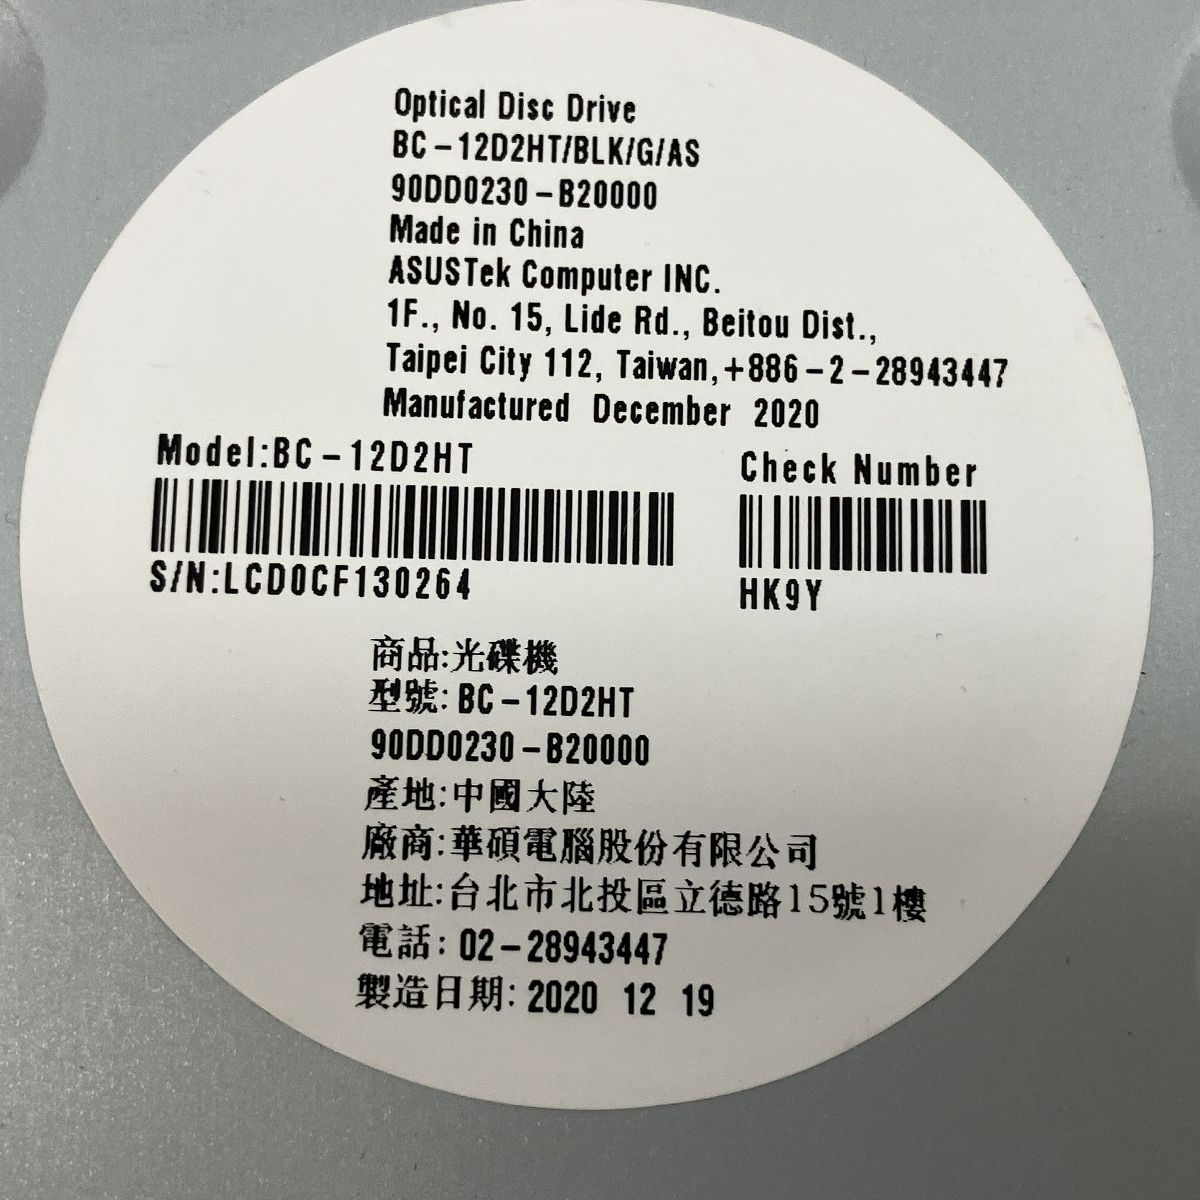 Optical Disc Drive
BC-12D2HT/BLK/G/AS
90DD0230-B20000
Made in China
ASUSTek Computer INC.
1F., No. 15, Lide Rd., Beitou Dist.,
Taipei City 112, Taiwan,+886-2-28943447
Manufactured December 2020
Model:BC-12D2HT
S/N:LCD0CF130264
Check Number
HK9Y
商品:光碟機
型號: BC-12D2HT
90DD0230-B20000
產地:中國大陸
廠商:華碩電腦股份有限公司
地址:台北市北投區立德路15號1樓
電話: 02-28943447
製造日期: 2020 12 19